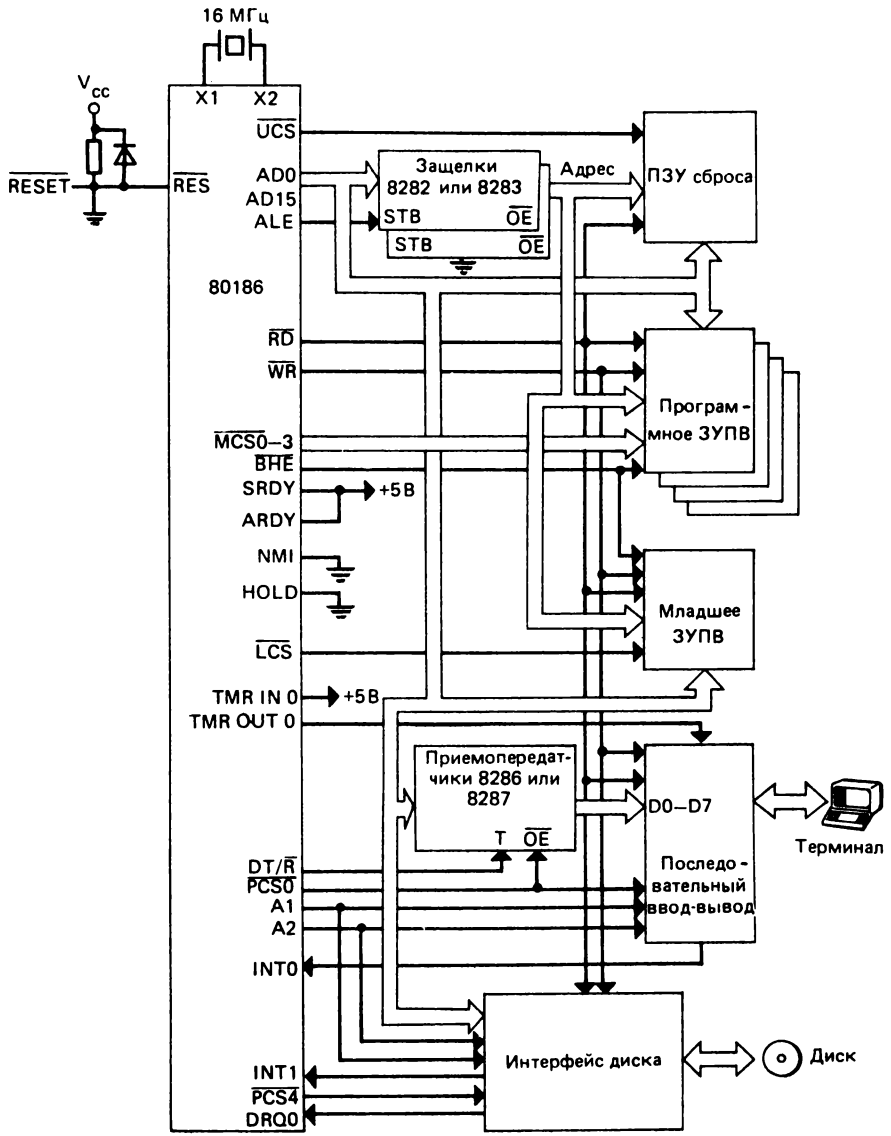 16 МГц
X1 X2
Vcc
RESET
RES
UCS
AD0
AD15
ALE
80186
RD
WR
MCS0–3
BHE
SRDY
+5В
ARDY
NMI
HOLD
LCS
TMR IN 0
+5В
TMR OUT 0
DT/R
PCS0
A1
A2
INT0
INT1
PCS4
DRQ0
Защелки
8282 или 8283
STB OE
STB OE
Адрес
ПЗУ сброса
Програм-
мное ЗУПВ
Младшее
ЗУПВ
Приемопередат-
чики 8286 или
8287
T OE
D0–D7
Последо-
вательный
ввод-вывод
Терминал
Интерфейс диска
Диск